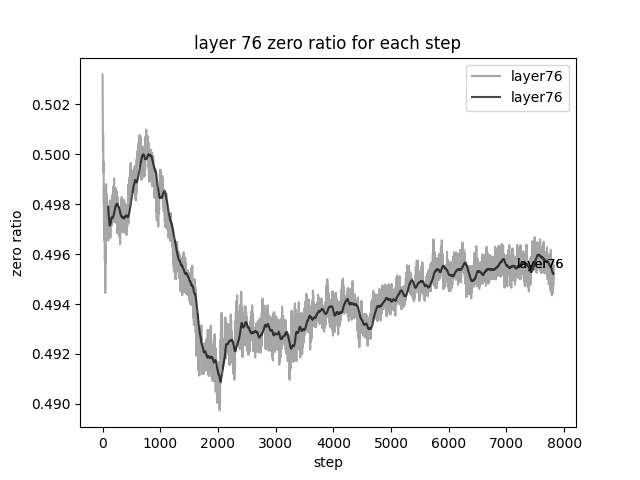 layer 76 zero ratio for each step
layer76
layer76
zero ratio
0.502
0.500
0.498
0.496
0.494
0.492
0.490
layer76
0
1000
2000
3000
4000
5000
6000
7000
8000
step